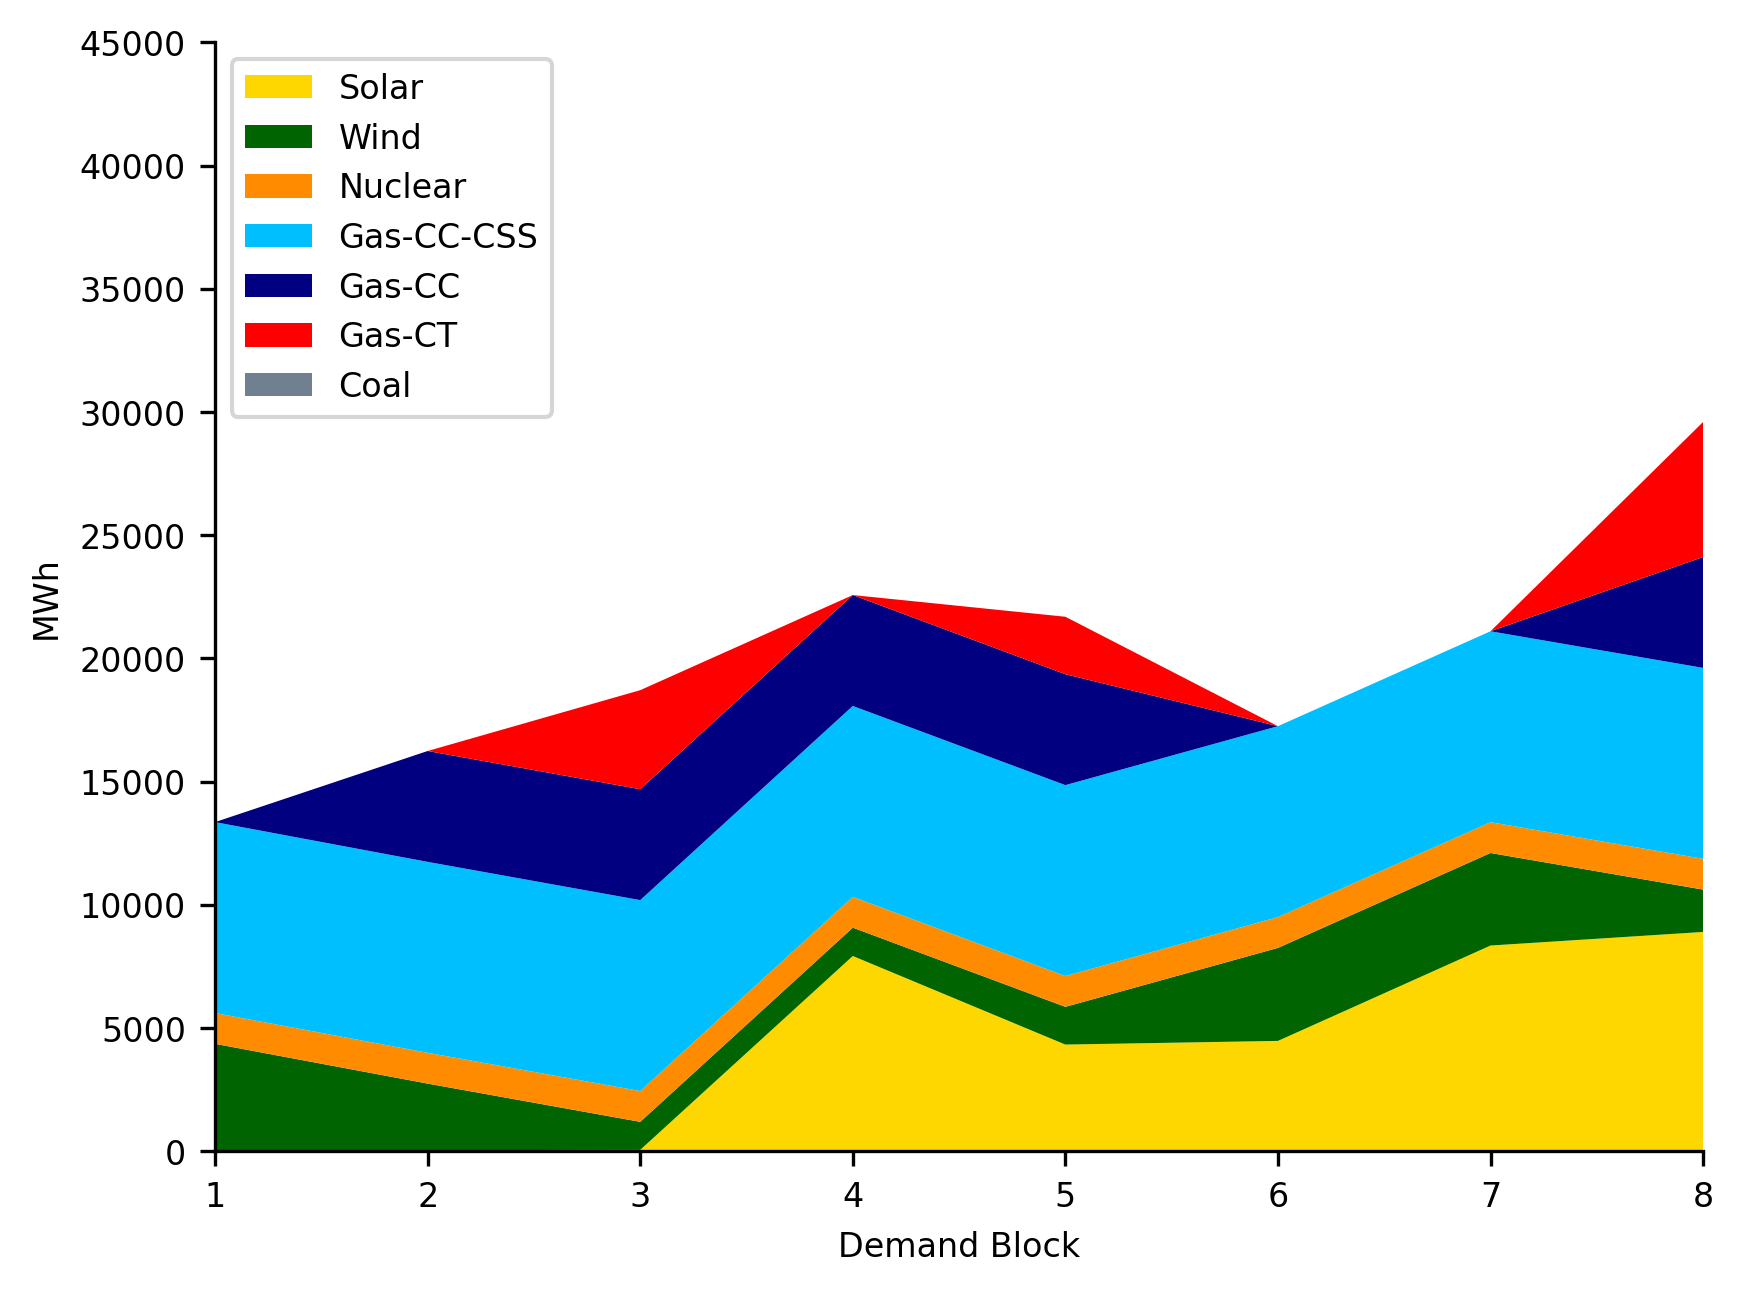 45000
40000
35000
30000
25000
20000
15000
10000
5000
0
MWh
Solar
Wind
Nuclear
Gas-CC-CSS
Gas-CC
Gas-CT
Coal
1 2 3 4 5 6 7 8
Demand Block